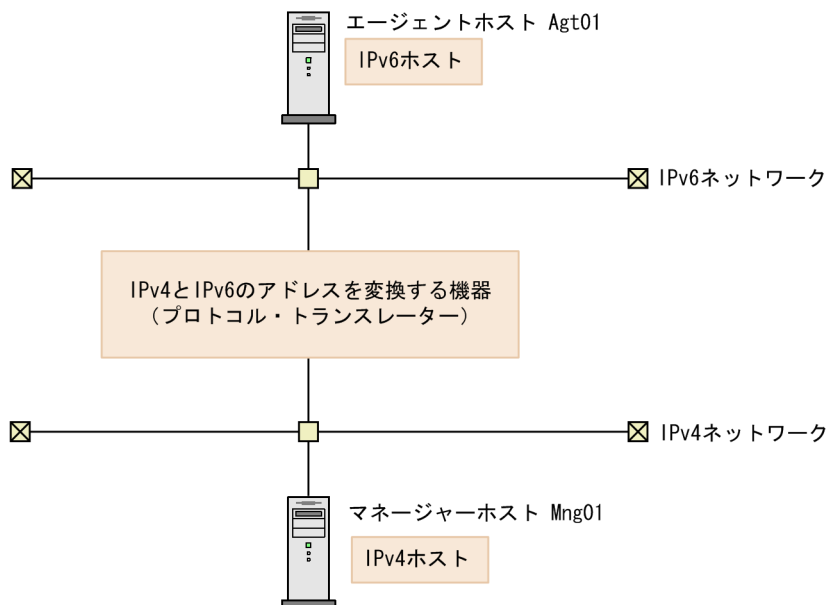 エージェントホスト Agt01
IPv6ホスト
IPv6ネットワーク
IPv4とIPv6のアドレスを変換する機器
（プロトコル・トランスレーター）
IPv4ネットワーク
マネージャーホスト Mng01
IPv4ホスト